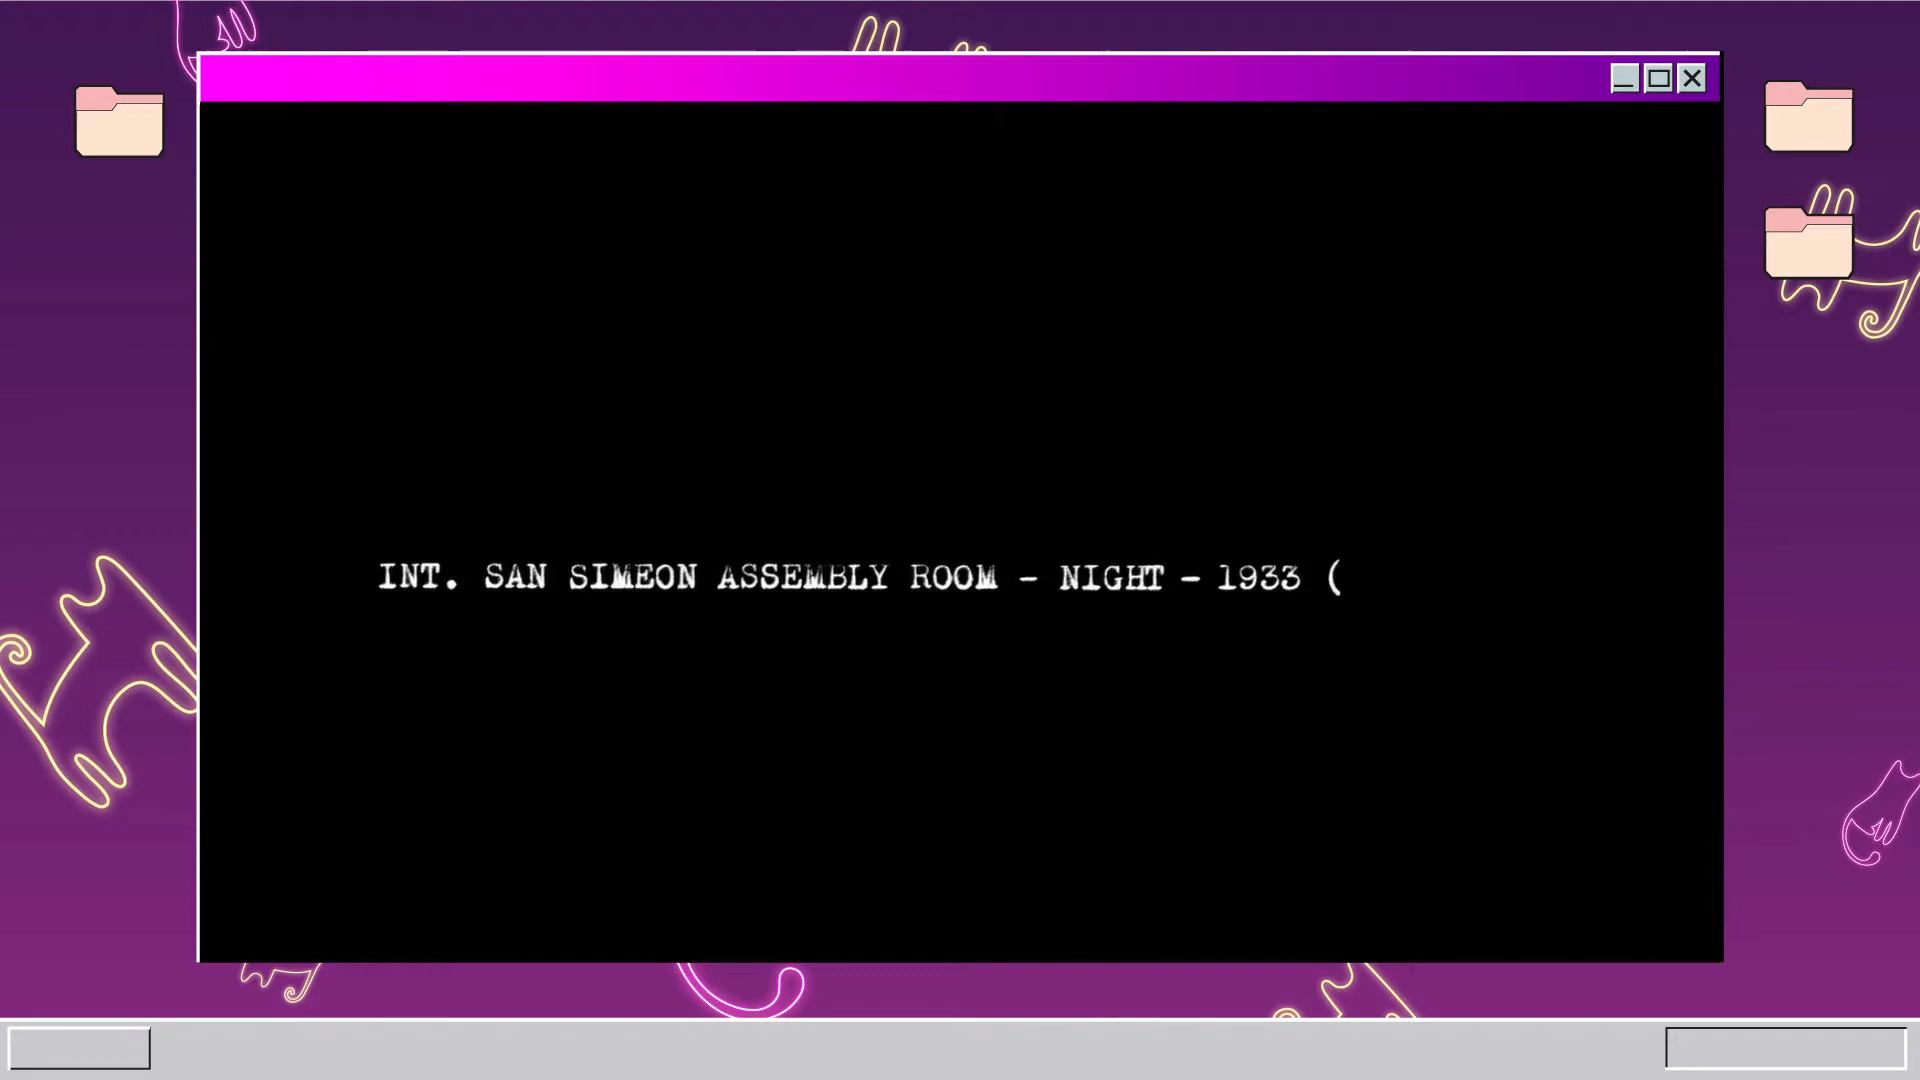 INT. SAN SIMEON ASSEMBLY ROOM - NIGHT - 1933 (